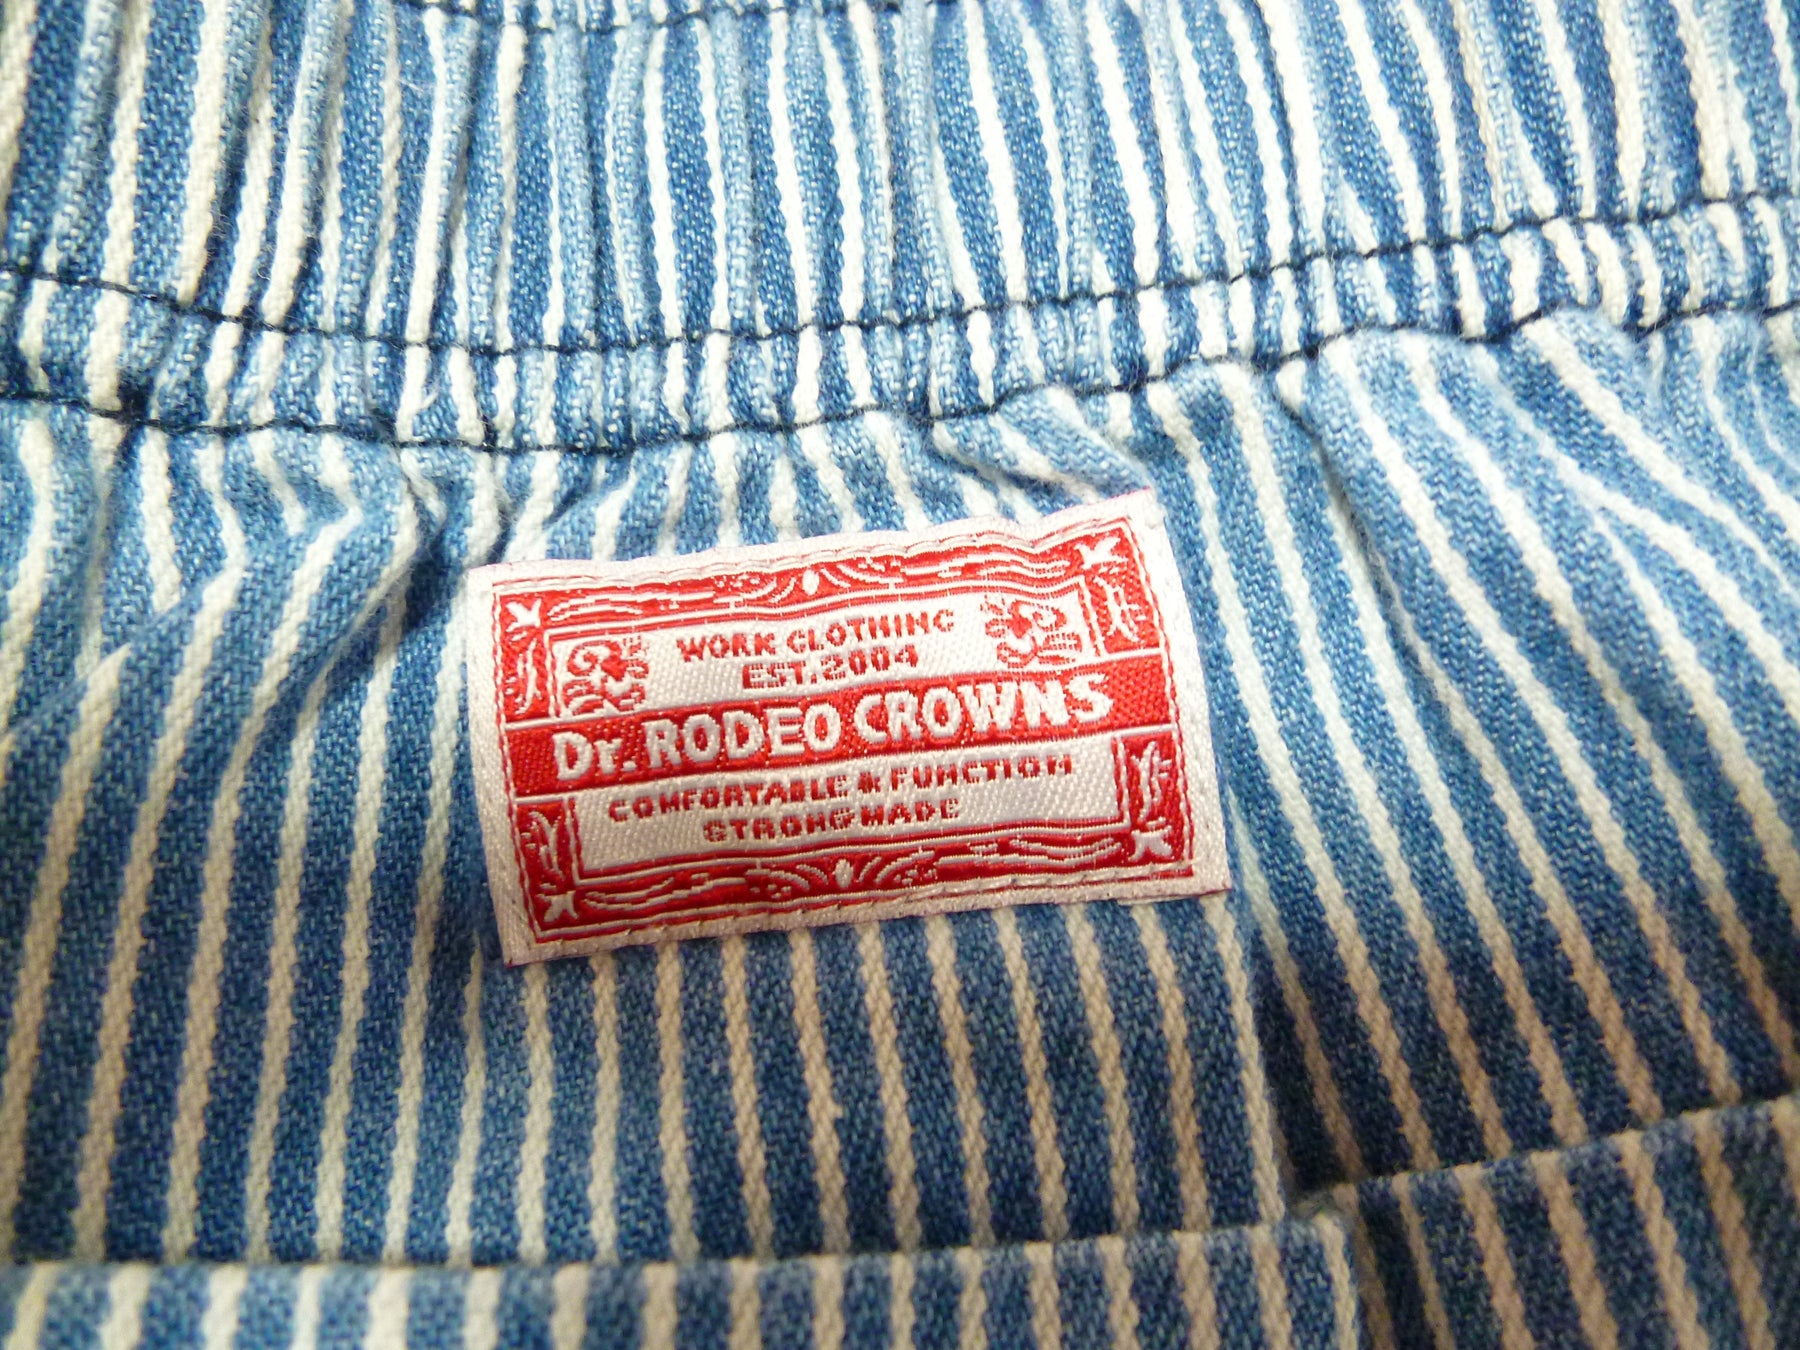 WORK CLOTHING
EST.2004
Dr. RODEO CROWNS
COMFORTABLE & FUNCTION
STRONG MADE